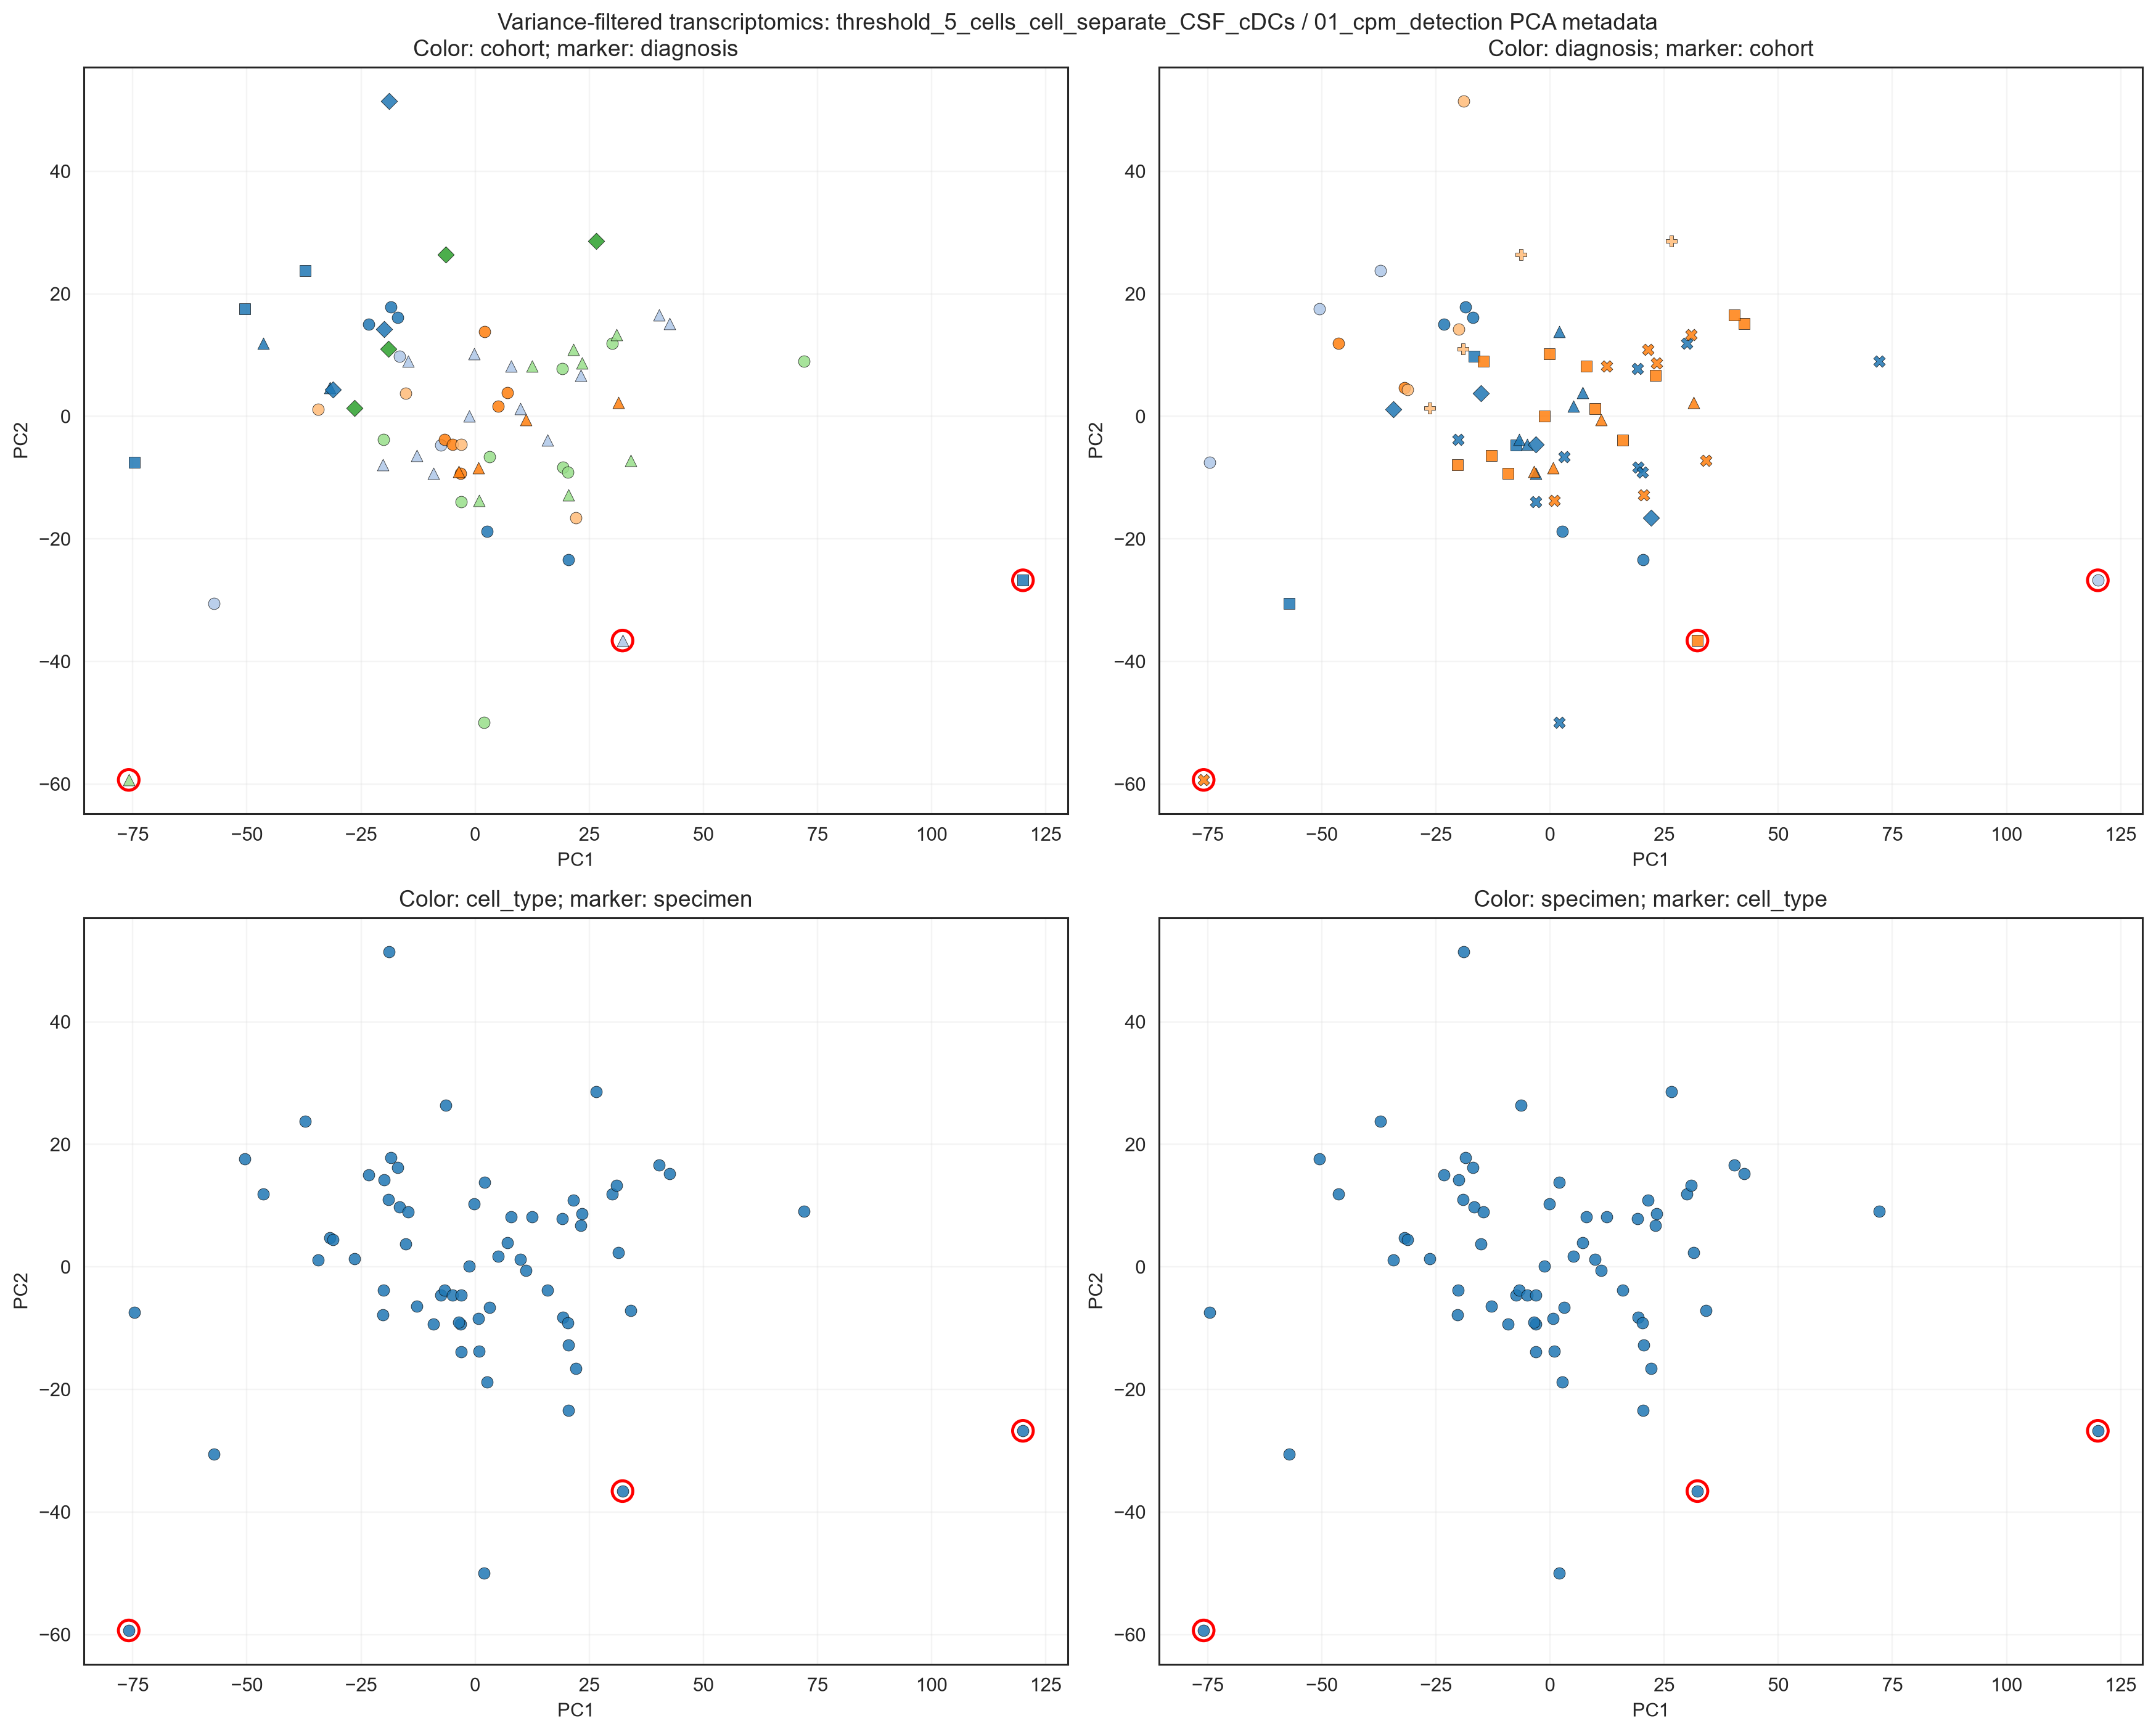 Variance-filtered transcriptomics: threshold_5_cells_cell_separate_CSF_cDCs / 01_cpm_detection PCA metadata
Color: cohort; marker: diagnosis
40
20
0
−20
−40
−60
PC2
−75 −50 −25 0 25 50 75 100 125
PC1
Color: diagnosis; marker: cohort
40
20
0
−20
−40
−60
PC2
−75 −50 −25 0 25 50 75 100 125
PC1
Color: cell_type; marker: specimen
40
20
0
−20
−40
−60
PC2
−75 −50 −25 0 25 50 75 100 125
PC1
Color: specimen; marker: cell_type
40
20
0
−20
−40
−60
PC2
−75 −50 −25 0 25 50 75 100 125
PC1